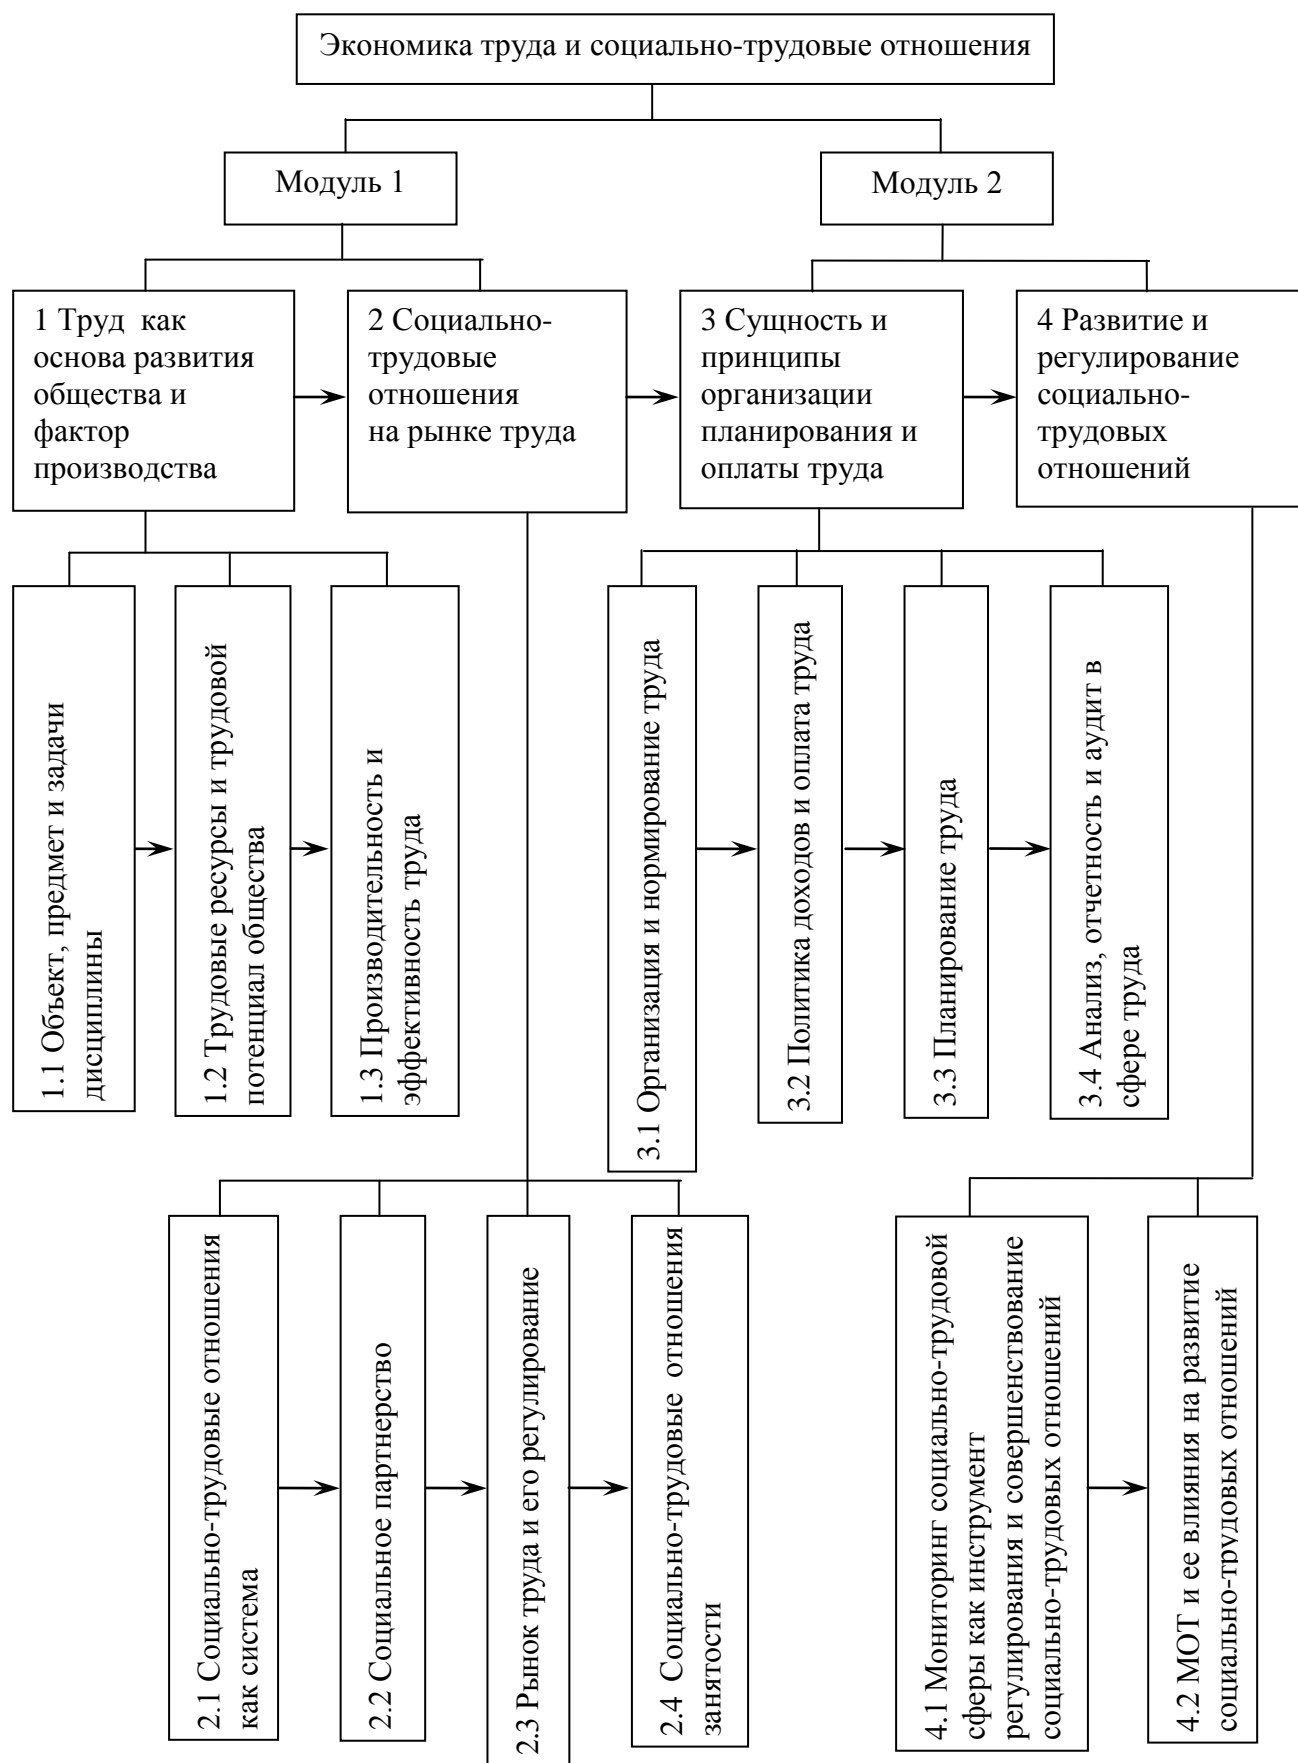 Экономика труда и социально-трудовые отношения
Модуль 1
Модуль 2
1 Труд как
основа развития
общества и
фактор
производства
2 Социально-
трудовые
отношения
на рынке труда
3 Сущность и
принципы
организации
планирования и
оплаты труда
4 Развитие и
регулирование
социально-
трудовых
отношений
1.1 Объект, предмет и задачи
дисциплины
1.2 Трудовые ресурсы и трудовой
потенциал общества
1.3 Производительность и
эффективность труда
3.1 Организация и нормирование труда
3.2 Политика доходов и оплата труда
3.3 Планирование труда
3.4 Анализ, отчетность и аудит в
сфере труда
2.1 Социально-трудовые отношения
как система
2.2 Социальное партнерство
2.3 Рынок труда и его регулирование
2.4 Социально-трудовые отношения
занятости
4.1 Мониторинг социально-трудовой
сферы как инструмент
регулирования и совершенствование
социально-трудовых отношений
4.2 МОТ и ее влияния на развитие
социально-трудовых отношений